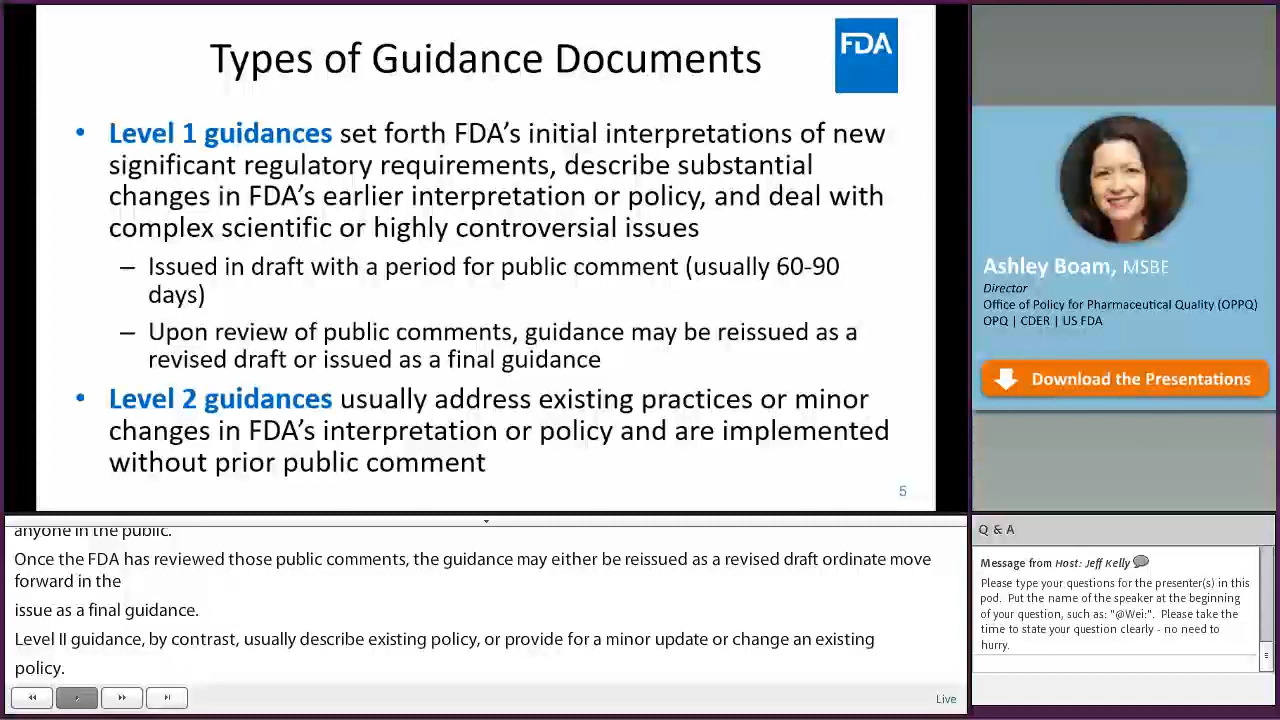 Types of Guidance Documents
FDA
• Level 1 guidances set forth FDA's initial interpretations of new
significant regulatory requirements, describe substantial
changes in FDA's earlier interpretation or policy, and deal with
complex scientific or highly controversial issues
– Issued in draft with a period for public comment (usually 60-90
days)
– Upon review of public comments, guidance may be reissued as a
revised draft or issued as a final guidance
• Level 2 guidances usually address existing practices or minor
changes in FDA's interpretation or policy and are implemented
without prior public comment
5
Ashley Boam, MSBE
Director
Office of Policy for Pharmaceutical Quality (OPPQ)
OPQ | CDER | US FDA
Download the Presentations
anyone in the public.
Once the FDA has reviewed those public comments, the guidance may either be reissued as a revised draft ordinate move
forward in the
issue as a final guidance.
Level II guidance, by contrast, usually describe existing policy, or provide for a minor update or change an existing
policy.
Live
Q & A
Message from Host: Jeff Kelly
Please type your questions for the presenter(s) in this
pod. Put the name of the speaker at the beginning
of your question, such as: "@Wei:". Please take the
time to state your question clearly - no need to
hurry.